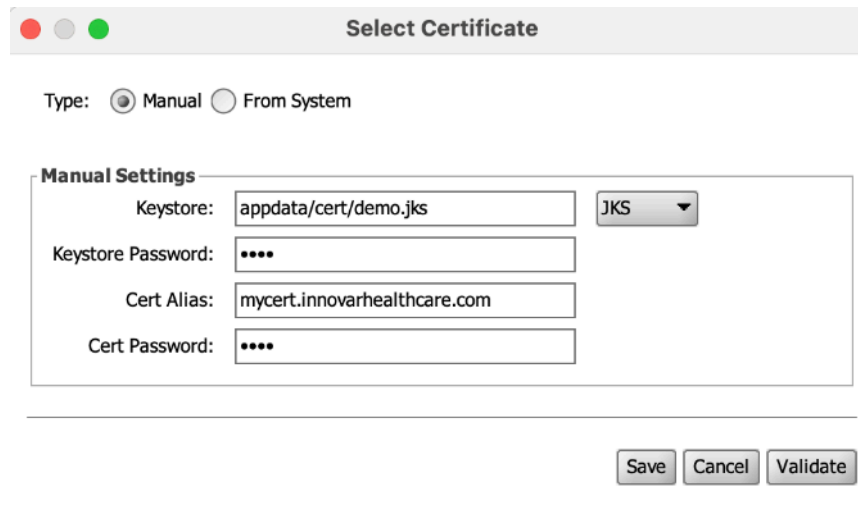 Select Certificate
Type: Manual From System
Manual Settings
Keystore: appdata/cert/demo.jks JKS
Keystore Password: ••••
Cert Alias: mycert.innovarhealthcare.com
Cert Password: ••••
Save Cancel Validate